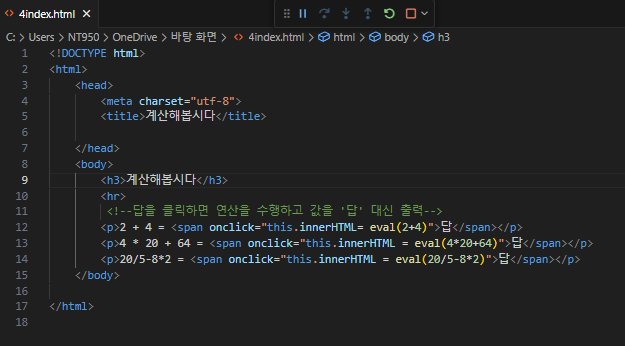 4index.html
C: > Users > NT950 > OneDrive > 바탕 화면 > 4index.html > html > body > h3
1 <!DOCTYPE html>
2 <html>
3 <head>
4 <meta charset="utf-8">
5 <title>계산해봅시다</title>
6
7 </head>
8 <body>
9 <h3>계산해봅시다</h3>
10 <hr>
11 <!--답을 클릭하면 연산을 수행하고 값을 '답' 대신 출력-->
12 <p>2 + 4 = <span onclick="this.innerHTML= eval(2+4)">답</span></p>
13 <p>4 * 20 + 64 = <span onclick="this.innerHTML = eval(4*20+64)">답</span></p>
14 <p>20/5-8*2 = <span onclick="this.innerHTML = eval(20/5-8*2)">답</span></p>
15 </body>
16
17 </html>
18